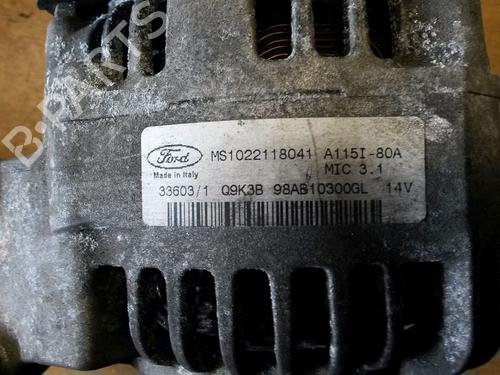 B-PARTS
Ford MS1022118041 A115I-80A
Made in Italy MIC 3.1
33603/1 Q9K3B 98AB10300GL 14V